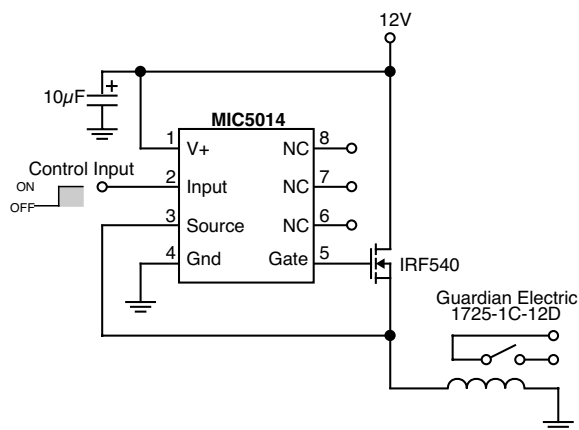 12V
+
10µF
MIC5014
1 V+ NC 8
Control Input
ON
OFF
2 Input NC 7
3 Source NC 6
4 Gnd Gate 5
IRF540
Guardian Electric
1725-1C-12D